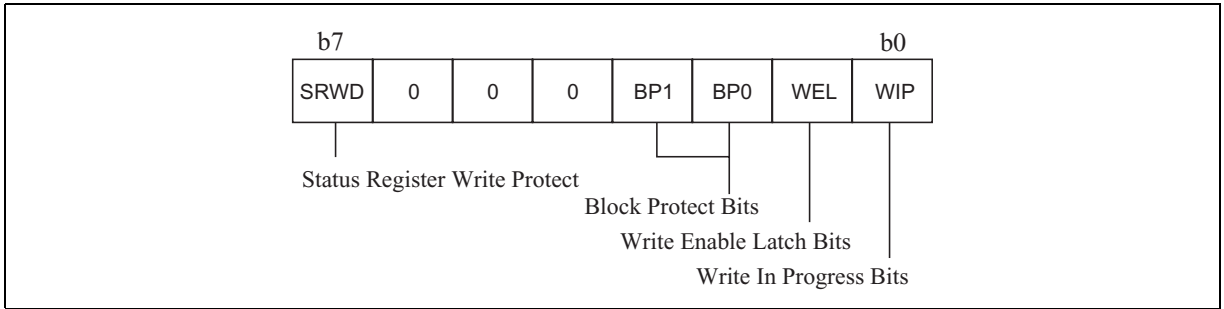 b7 b0
SRWD 0 0 0 BP1 BP0 WEL WIP
Status Register Write Protect
Block Protect Bits
Write Enable Latch Bits
Write In Progress Bits